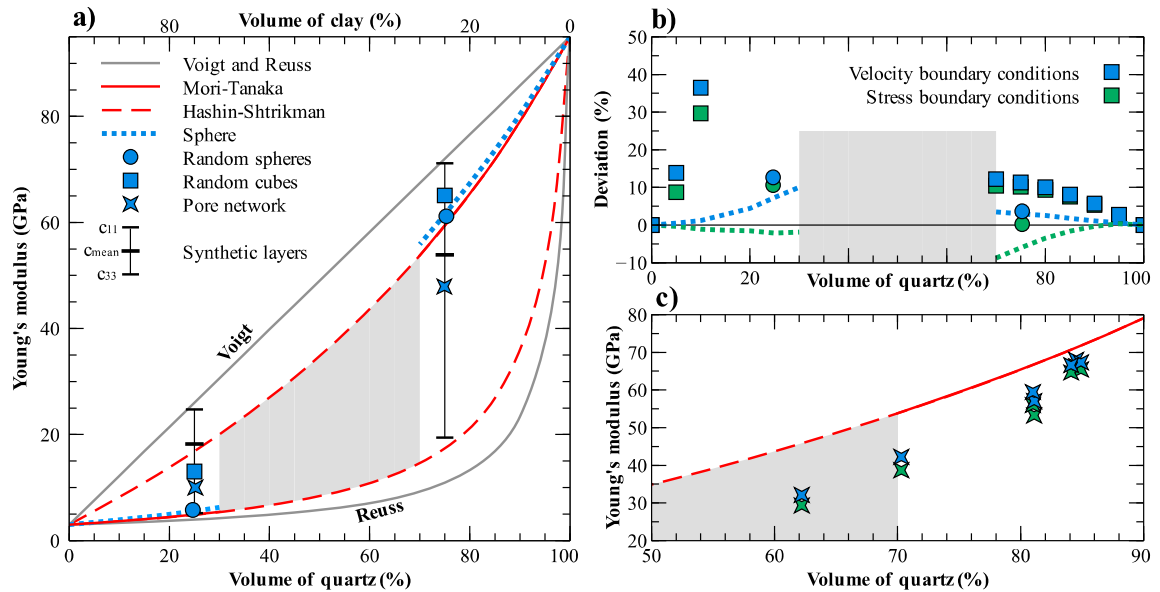 a)
Volume of clay (%)
80
20
0
Voigt and Reuss
Mori-Tanaka
Hashin-Shtrikman
Sphere
Random spheres
Random cubes
Pore network
c11
cmean
c33
Synthetic layers
Voigt
Reuss
80
60
40
20
0
Young's modulus (GPa)
0
20
40
60
80
100
Volume of quartz (%)
b)
Velocity boundary conditions
Stress boundary conditions
50
40
30
20
10
0
−10
Deviation (%)
0
20
80
100
Volume of quartz (%)
c)
80
70
60
50
40
30
20
Young's modulus (GPa)
50
60
70
80
90
Volume of quartz (%)